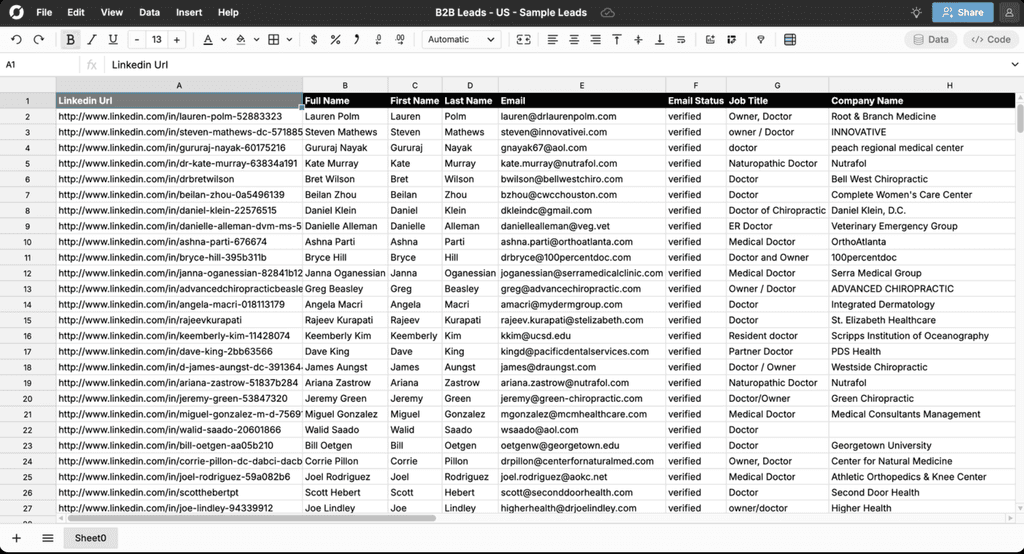 File Edit View Data Insert Help B2B Leads - US - Sample Leads Share
B I U - 13 + A $ % , .0 .00 Automatic Data </> Code
A1 fx Linkedin Url
A B C D E F G H
1 Linkedin Url Full Name First Name Last Name Email Email Status Job Title Company Name
2 http://www.linkedin.com/in/lauren-polm-52883323 Lauren Polm Lauren Polm lauren@drlaurenpolm.com verified Owner, Doctor Root & Branch Medicine
3 http://www.linkedin.com/in/steven-mathews-dc-571885 Steven Mathews Steven Mathews steven@innovativei.com verified owner / Doctor INNOVATIVE
4 http://www.linkedin.com/in/gururaj-nayak-60175216 Gururaj Nayak Gururaj Nayak gnayak67@aol.com verified doctor peach regional medical center
5 http://www.linkedin.com/in/dr-kate-murray-63834a191 Kate Murray Kate Murray kate.murray@nutrafol.com verified Naturopathic Doctor Nutrafol
6 http://www.linkedin.com/in/drbretwilson Bret Wilson Bret Wilson bwilson@bellwestchiro.com verified Doctor Bell West Chiropractic
7 http://www.linkedin.com/in/beilan-zhou-0a5496139 Beilan Zhou Beilan Zhou bzhou@cwcchouston.com verified Doctor Complete Women's Care Center
8 http://www.linkedin.com/in/daniel-klein-22576515 Daniel Klein Daniel Klein dkleindc@gmail.com verified Doctor of Chiropractic Daniel Klein, D.C.
9 http://www.linkedin.com/in/danielle-alleman-dvm-ms-5 Danielle Alleman Danielle Alleman daniellealleman@veg.vet verified ER Doctor Veterinary Emergency Group
10 http://www.linkedin.com/in/ashna-parti-676674 Ashna Parti Ashna Parti ashna.parti@orthoatlanta.com verified Medical Doctor OrthoAtlanta
11 http://www.linkedin.com/in/bryce-hill-395b311b Bryce Hill Bryce Hill drbryce@100percentdoc.com verified Doctor and Owner 100percentdoc
12 http://www.linkedin.com/in/janna-oganessian-82841b12 Janna Oganessian Janna Oganessian joganessian@serramedicalclinic.com verified Medical Doctor Serra Medical Group
13 http://www.linkedin.com/in/advancedchiropracticbeasle Greg Beasley Greg Beasley greg@advancechiropractic.com verified Owner / Doctor ADVANCED CHIROPRACTIC
14 http://www.linkedin.com/in/angela-macri-018113179 Angela Macri Angela Macri amacri@mydermgroup.com verified Doctor Integrated Dermatology
15 http://www.linkedin.com/in/rajeevkurapati Rajeev Kurapati Rajeev Kurapati rajeev.kurapati@stelizabeth.com verified Doctor St. Elizabeth Healthcare
16 http://www.linkedin.com/in/keemberly-kim-11428074 Keemberly Kim Keemberly Kim kkim@ucsd.edu verified Resident doctor Scripps Institution of Oceanography
17 http://www.linkedin.com/in/dave-king-2bb63566 Dave King Dave King kingd@pacificdentalservices.com verified Partner Doctor PDS Health
18 http://www.linkedin.com/in/d-james-aungst-dc-391364 James Aungst James Aungst james@draungst.com verified Doctor / Owner Westside Chiropractic
19 http://www.linkedin.com/in/ariana-zastrow-51837b284 Ariana Zastrow Ariana Zastrow ariana.zastrow@nutrafol.com verified Naturopathic Doctor Nutrafol
20 http://www.linkedin.com/in/jeremy-green-53847320 Jeremy Green Jeremy Green jeremy@green-chiropractic.com verified Doctor/Owner Green Chiropractic
21 http://www.linkedin.com/in/miguel-gonzalez-m-d-7569 Miguel Gonzalez Miguel Gonzalez mgonzalez@mcmhealthcare.com verified Medical Doctor Medical Consultants Management
22 http://www.linkedin.com/in/walid-saado-20601866 Walid Saado Walid Saado wsaado@aol.com verified Doctor
23 http://www.linkedin.com/in/bill-oetgen-aa05b210 Bill Oetgen Bill Oetgen oetgenw@georgetown.edu verified Doctor Georgetown University
24 http://www.linkedin.com/in/corrie-pillon-dc-dabci-dacb Corrie Pillon Corrie Pillon drpillon@centerfornaturalmed.com verified Owner, Doctor Center for Natural Medicine
25 http://www.linkedin.com/in/joel-rodriguez-59a082b6 Joel Rodriguez Joel Rodriguez joel.rodriguez@aokc.net verified Medical Doctor Athletic Orthopedics & Knee Center
26 http://www.linkedin.com/in/scotthebertpt Scott Hebert Scott Hebert scott@seconddoorhealth.com verified Doctor Second Door Health
27 http://www.linkedin.com/in/joe-lindley-94339912 Joe Lindley Joe Lindley higherhealth@drjoelindley.com verified owner/doctor Higher Health
+ Sheet0